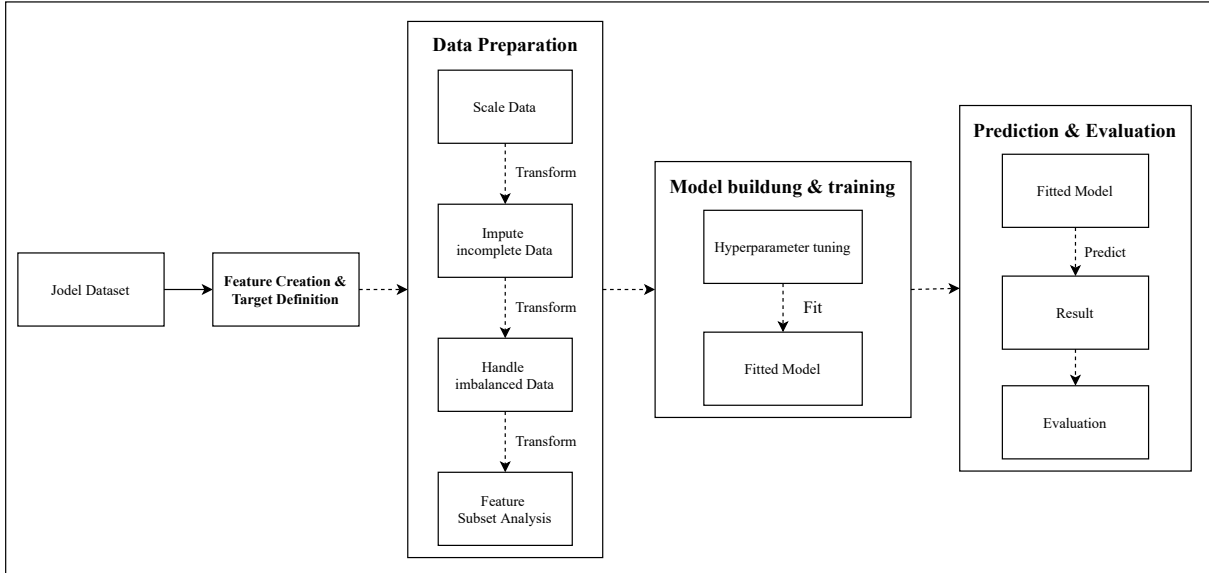 Jodel Dataset
Feature Creation &
Target Definition
Data Preparation
Scale Data
Transform
Impute
incomplete Data
Transform
Handle
imbalanced Data
Transform
Feature
Subset Analysis
Model buildung & training
Hyperparameter tuning
Fit
Fitted Model
Prediction & Evaluation
Fitted Model
Predict
Result
Evaluation